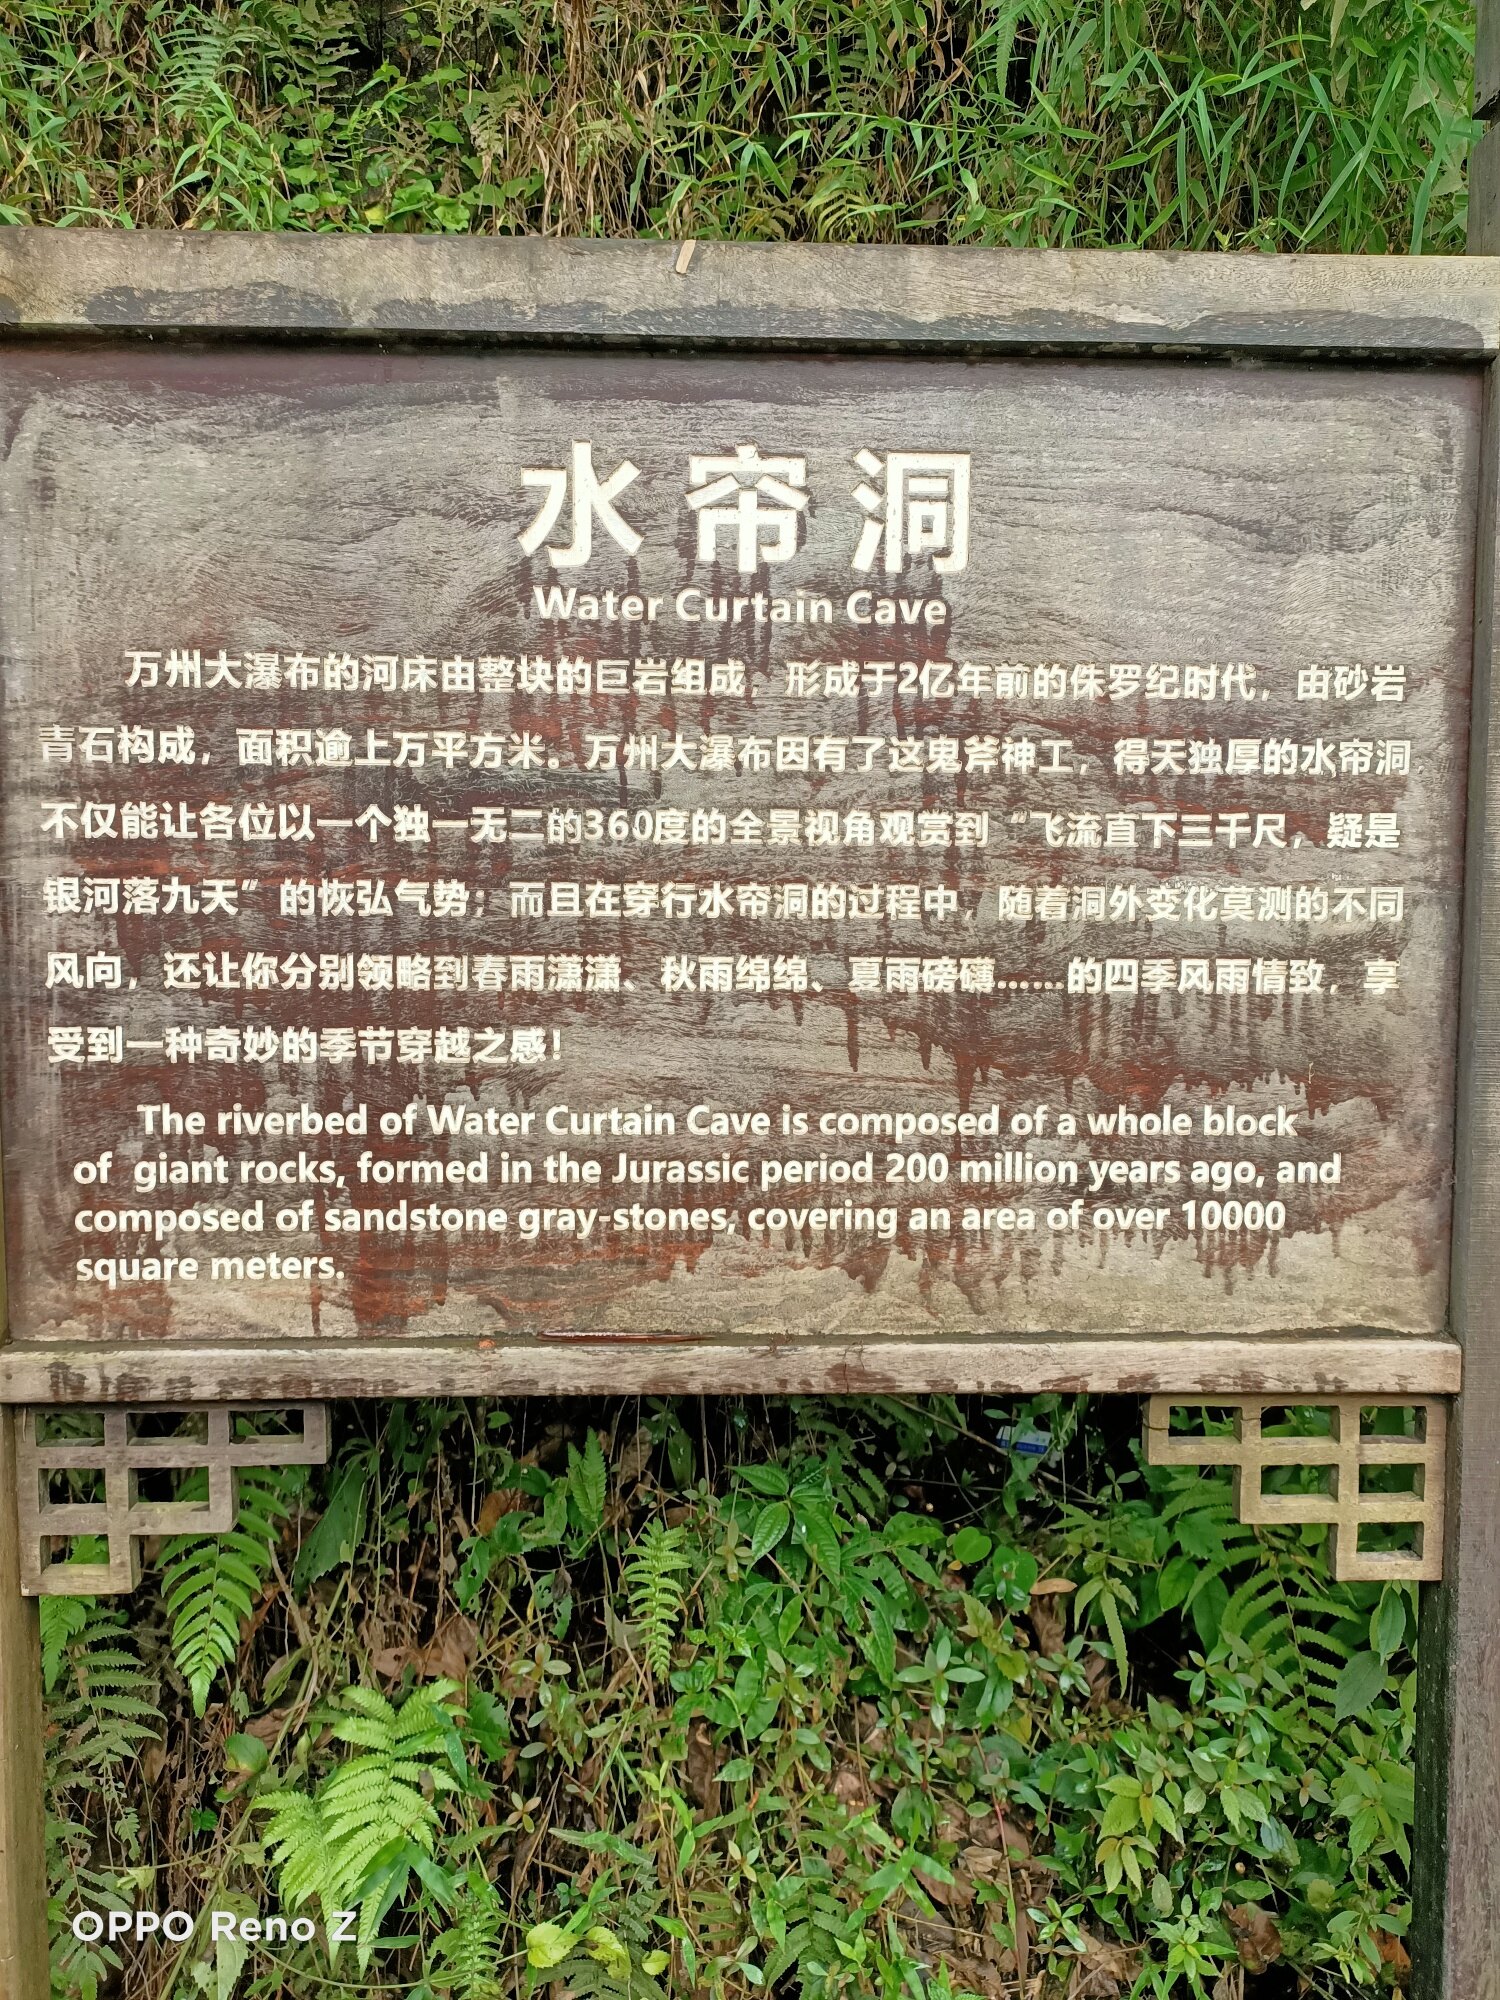 水帘洞
Water Curtain Cave
万州大瀑布的河床由整块的巨岩组成，形成于2亿年前的侏罗纪时代，由砂岩
青石构成，面积逾上万平方米。万州大瀑布因有了这鬼斧神工，得天独厚的水帘洞，
不仅能让各位以一个独一无二的360度的全景视角观赏到“飞流直下三千尺，疑是
银河落九天”的恢弘气势；而且在穿行水帘洞的过程中，随着洞外变化莫测的不同
风向，还让你分别领略到春雨潇潇、秋雨绵绵、夏雨磅礴……的四季风雨情致，享
受到一种奇妙的季节穿越之感！
The riverbed of Water Curtain Cave is composed of a whole block
of giant rocks, formed in the Jurassic period 200 million years ago, and
composed of sandstone gray-stones, covering an area of over 10000
square meters.
OPPO Reno Z